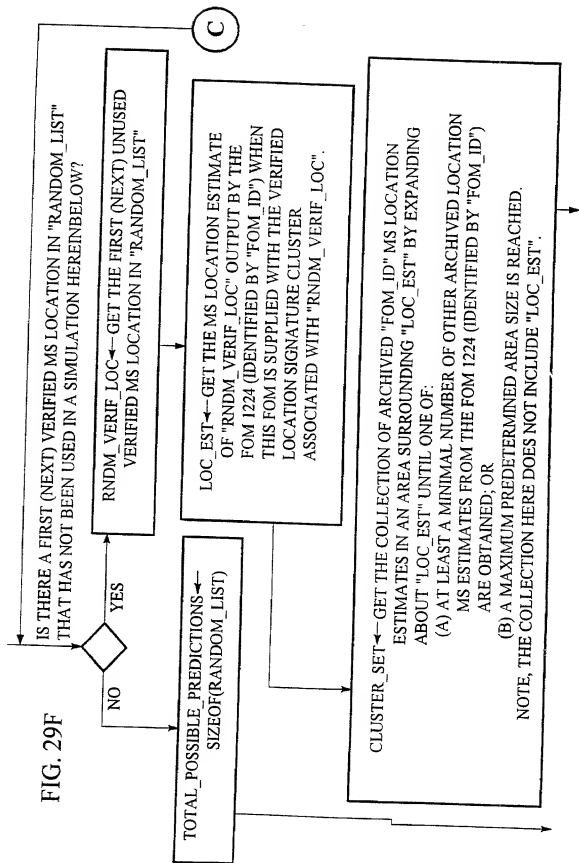 FIG. 29F
IS THERE A FIRST (NEXT) VERIFIED MS LOCATION IN "RANDOM_LIST"
THAT HAS NOT BEEN USED IN A SIMULATION HEREINBELOW?
NO
YES
C
RNDM_VERIF_LOC←GET THE FIRST (NEXT) UNUSED
VERIFIED MS LOCATION IN "RANDOM_LIST"
TOTAL_POSSIBLE_PREDICTIONS←
SIZEOF(RANDOM_LIST)
LOC_EST←GET THE MS LOCATION ESTIMATE
OF "RNDM_VERIF_LOC" OUTPUT BY THE
FOM 1224 (IDENTIFIED BY "FOM_ID") WHEN
THIS FOM IS SUPPLIED WITH THE VERIFIED
LOCATION SIGNATURE CLUSTER
ASSOCIATED WITH "RNDM_VERIF_LOC".
CLUSTER_SET←GET THE COLLECTION OF ARCHIVED "FOM_ID" MS LOCATION
ESTIMATES IN AN AREA SURROUNDING "LOC_EST" BY EXPANDING
ABOUT "LOC_EST" UNTIL ONE OF:
(A) AT LEAST A MINIMAL NUMBER OF OTHER ARCHIVED LOCATION
MS ESTIMATES FROM THE FOM 1224 (IDENTIFIED BY "FOM_ID")
ARE OBTAINED; OR
(B) A MAXIMUM PREDETERMINED AREA SIZE IS REACHED.
NOTE, THE COLLECTION HERE DOES NOT INCLUDE "LOC_EST".